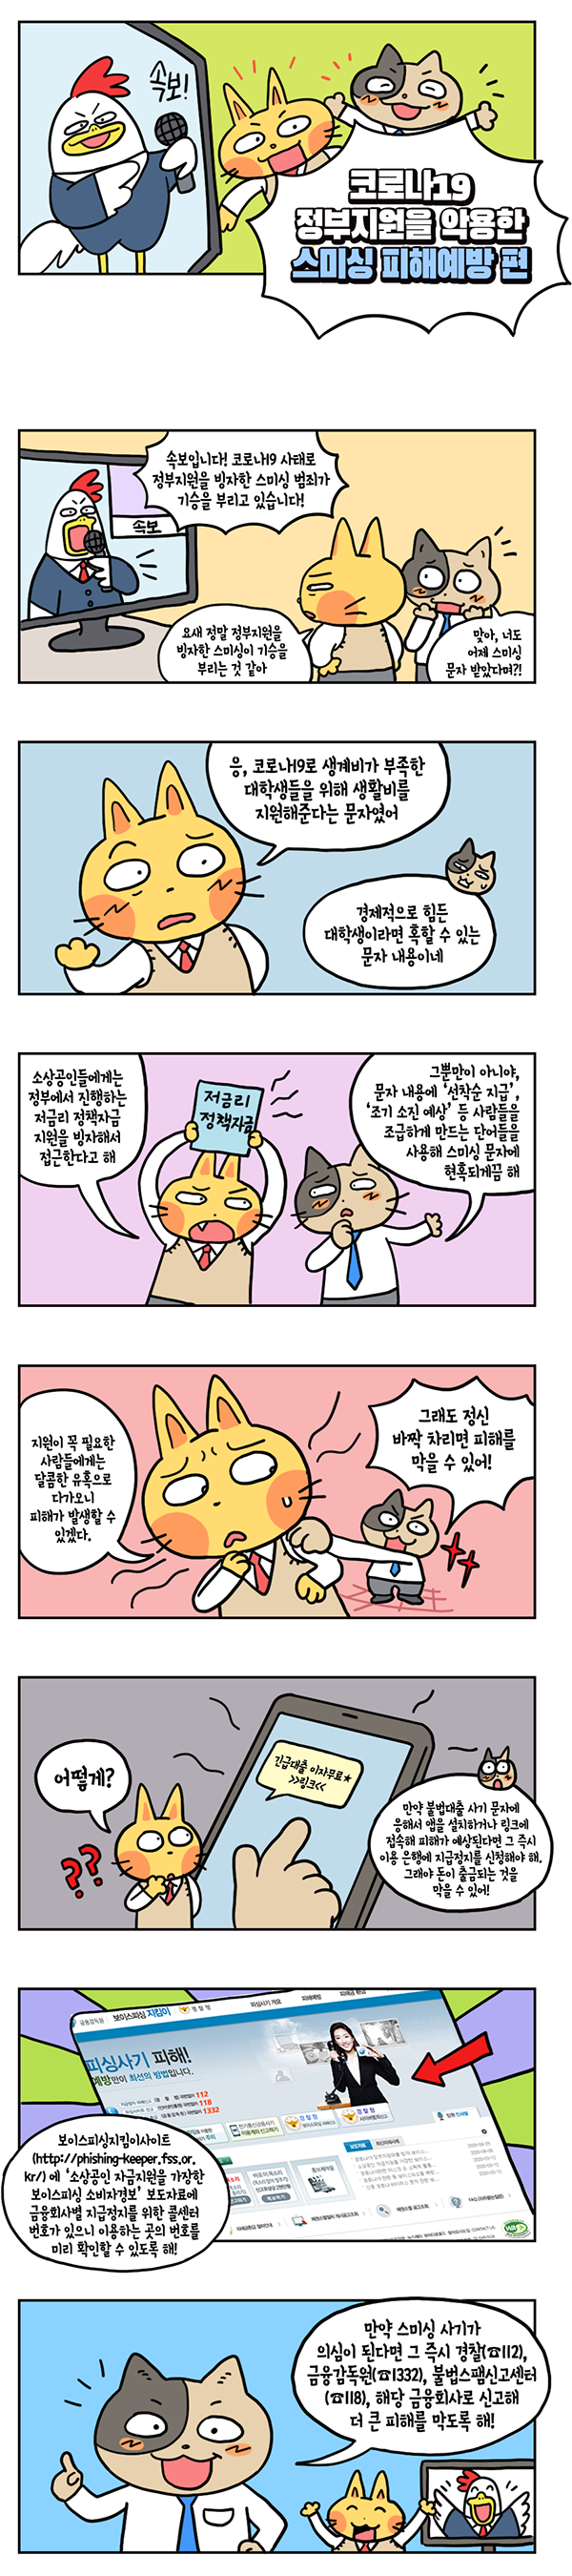 속보!
코로나19
정부지원을 악용한
스미싱 피해예방 편
속보입니다! 코로나19 사태로
정부지원을 빙자한 스미싱 범죄가
기승을 부리고 있습니다!
속보
요새 정말 정부지원을
빙자한 스미싱이 기승을
부리는 것 같아
맞아, 너도
어제 스미싱
문자 받았다며?!
응, 코로나19로 생계비가 부족한
대학생들을 위해 생활비를
지원해준다는 문자였어
경제적으로 힘든
대학생이라면 혹할 수 있는
문자 내용이네
소상공인들에게는
정부에서 진행하는
저금리 정책자금
지원을 빙자해서
접근한다고 해
저금리
정책자금
그뿐만이 아니야,
문자 내용에 '선착순 지급',
'조기 소진 예상' 등 사람들을
조급하게 만드는 단어들을
사용해 스미싱 문자에
현혹되게끔 해
지원이 꼭 필요한
사람들에게는
달콤한 유혹으로
다가오니
피해가 발생할 수
있겠다.
그래도 정신
바짝 차리면 피해를
막을 수 있어!
어떻게?
??
긴급대출 이자무료★
>>링크<<
만약 불법대출 사기 문자에
응해서 앱을 설치하거나 링크에
접속해 피해가 예상된다면 그 즉시
이용 은행에 지급정지를 신청해야 해.
그래야 돈이 출금되는 것을
막을 수 있어!
금융감독원 보이스피싱 지킴이 경찰청
피싱사기 개요 피해예방 피해금 환급
피싱사기 피해!
예방만이 최선의 방법입니다.
112
118
1332
보이스피싱지킴이사이트
(http://phishing-keeper.fss.or.
kr/) 에 '소상공인 자금지원을 가장한
보이스피싱 소비자경보' 보도자료에
금융회사별 지급정지를 위한 콜센터
번호가 있으니 이용하는 곳의 번호를
미리 확인할 수 있도록 해!
만약 스미싱 사기가
의심이 된다면 그 즉시 경찰(☎112),
금융감독원(☎1332), 불법스팸신고센터
(☎118), 해당 금융회사로 신고해
더 큰 피해를 막도록 해!